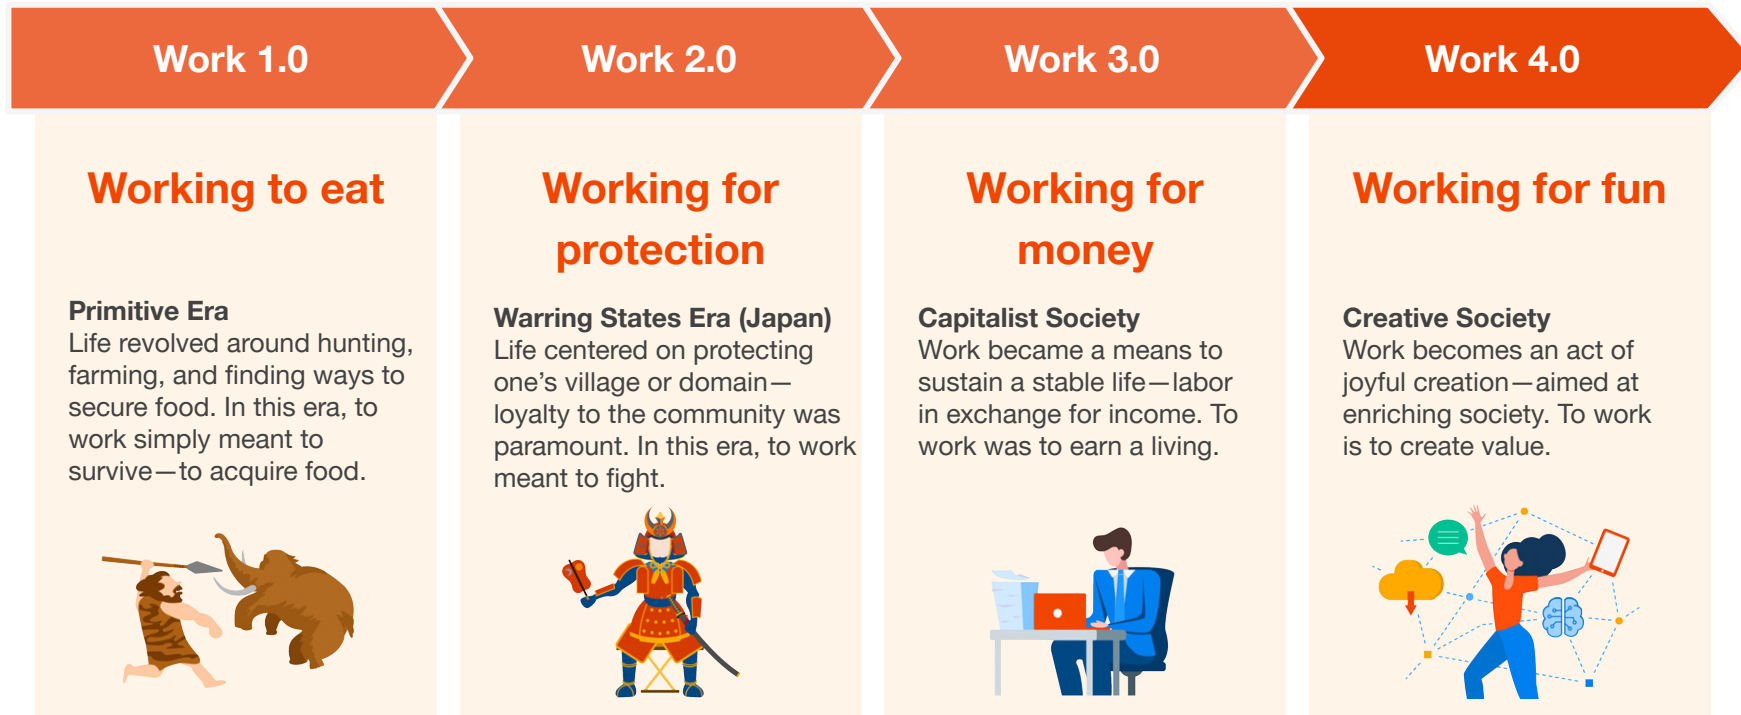 Work 1.0
Work 2.0
Work 3.0
Work 4.0
Working to eat
Primitive Era
Life revolved around hunting,
farming, and finding ways to
secure food. In this era, to
work simply meant to
survive—to acquire food.
Working for
protection
Warring States Era (Japan)
Life centered on protecting
one’s village or domain—
loyalty to the community was
paramount. In this era, to work
meant to fight.
Working for
money
Capitalist Society
Work became a means to
sustain a stable life—labor
in exchange for income. To
work was to earn a living.
Working for fun
Creative Society
Work becomes an act of
joyful creation—aimed at
enriching society. To work
is to create value.